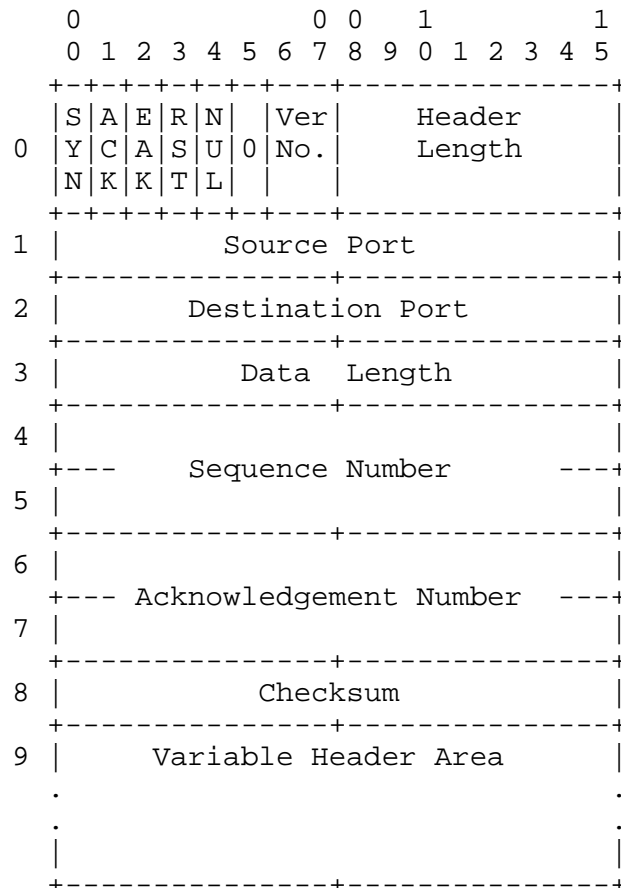 0             0 0   1         1
 0 1 2 3 4 5 6 7 8 9 0 1 2 3 4 5
+-+-+-+-+-+-+---+---------------+
|S|A|E|R|N| |Ver|    Header     |
0 |Y|C|A|S|U|0|No.|    Length     |
|N|K|K|T|L| |   |               |
+-+-+-+-+-+-+---+---------------+
1 |         Source Port           |
+---------------+---------------+
2 |       Destination Port        |
+---------------+---------------+
3 |          Data  Length         |
+---------------+---------------+
4 |                               |
+---    Sequence Number      ---+
5 |                               |
+---------------+---------------+
6 |                               |
+--- Acknowledgement Number  ---+
7 |                               |
+---------------+---------------+
8 |           Checksum            |
+---------------+---------------+
9 |     Variable Header Area      |
.                               .
.                               .
|                               |
+---------------+---------------+